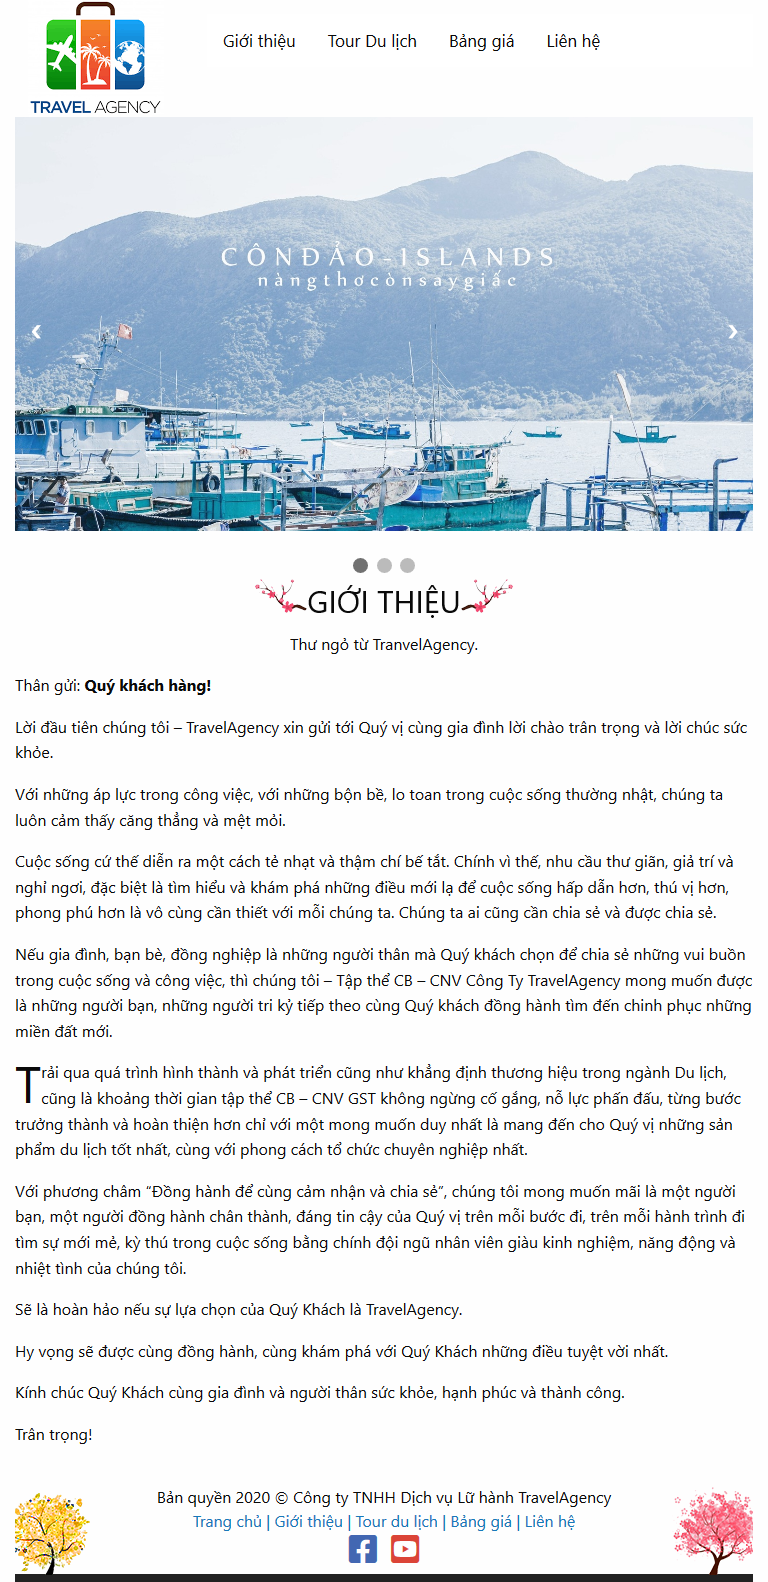 Giới thiệu Tour Du lịch Bảng giá Liên hệ
TRAVEL AGENCY
CÔNĐẢO-ISLANDS
nàngthơcònsaygiấc
GIỚI THIỆU
Thư ngỏ từ TranvelAgency.
Thân gửi: Quý khách hàng!
Lời đầu tiên chúng tôi – TravelAgency xin gửi tới Quý vị cùng gia đình lời chào trân trọng và lời chúc sức
khỏe.
Với những áp lực trong công việc, với những bộn bề, lo toan trong cuộc sống thường nhật, chúng ta
luôn cảm thấy căng thẳng và mệt mỏi.
Cuộc sống cứ thế diễn ra một cách tẻ nhạt và thậm chí bế tắt. Chính vì thế, nhu cầu thư giãn, giả trí và
nghỉ ngơi, đặc biệt là tìm hiểu và khám phá những điều mới lạ để cuộc sống hấp dẫn hơn, thú vị hơn,
phong phú hơn là vô cùng cần thiết với mỗi chúng ta. Chúng ta ai cũng cần chia sẻ và được chia sẻ.
Nếu gia đình, bạn bè, đồng nghiệp là những người thân mà Quý khách chọn để chia sẻ những vui buồn
trong cuộc sống và công việc, thì chúng tôi – Tập thể CB – CNV Công Ty TravelAgency mong muốn được
là những người bạn, những người tri kỷ tiếp theo cùng Quý khách đồng hành tìm đến chinh phục những
miền đất mới.
Trải qua quá trình hình thành và phát triển cũng như khẳng định thương hiệu trong ngành Du lịch,
cũng là khoảng thời gian tập thể CB – CNV GST không ngừng cố gắng, nỗ lực phấn đấu, từng bước
trưởng thành và hoàn thiện hơn chỉ với một mong muốn duy nhất là mang đến cho Quý vị những sản
phẩm du lịch tốt nhất, cùng với phong cách tổ chức chuyên nghiệp nhất.
Với phương châm “Đồng hành để cùng cảm nhận và chia sẻ”, chúng tôi mong muốn mãi là một người
bạn, một người đồng hành chân thành, đáng tin cậy của Quý vị trên mỗi bước đi, trên mỗi hành trình đi
tìm sự mới mẻ, kỳ thú trong cuộc sống bằng chính đội ngũ nhân viên giàu kinh nghiệm, năng động và
nhiệt tình của chúng tôi.
Sẽ là hoàn hảo nếu sự lựa chọn của Quý Khách là TravelAgency.
Hy vọng sẽ được cùng đồng hành, cùng khám phá với Quý Khách những điều tuyệt vời nhất.
Kính chúc Quý Khách cùng gia đình và người thân sức khỏe, hạnh phúc và thành công.
Trân trọng!
Bản quyền 2020 © Công ty TNHH Dịch vụ Lữ hành TravelAgency
Trang chủ | Giới thiệu | Tour du lịch | Bảng giá | Liên hệ